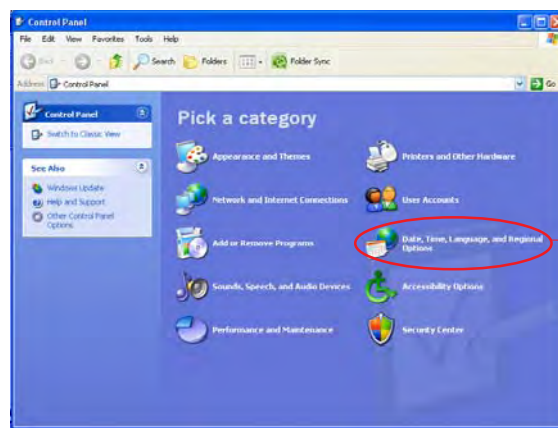 Control Panel
File Edit View Favorites Tools Help
Back Search Folders Folder Sync
Address Control Panel Go
Control Panel
Switch to Classic View
See Also
Windows Update
Help and Support
Other Control Panel
Options
Pick a category
Appearance and Themes
Printers and Other Hardware
Network and Internet Connections
User Accounts
Add or Remove Programs
Date, Time, Language, and Regional
Options
Sounds, Speech, and Audio Devices
Accessibility Options
Performance and Maintenance
Security Center